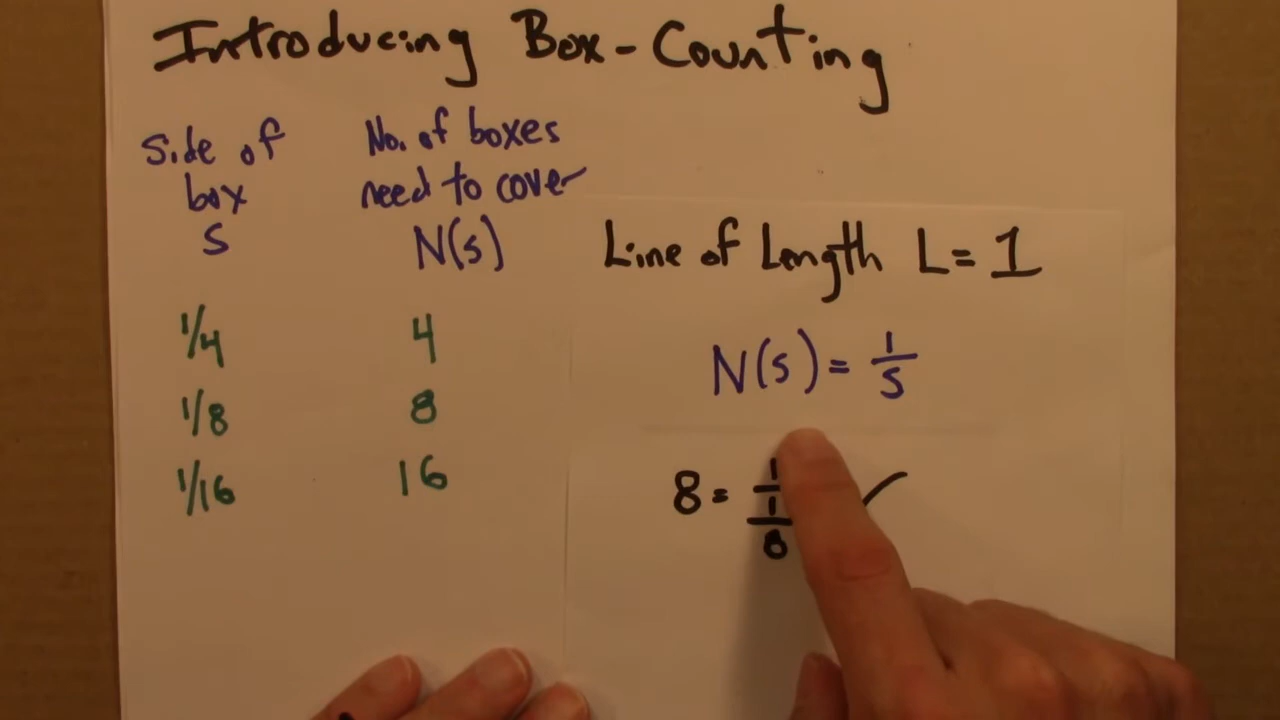 Introducing Box-Counting
Side of box S
No. of boxes need to cover N(s)
1/4 4
1/8 8
1/16 16
Line of Length L = 1
N(s) = 1/s
8 = 1/(1/8) ✓